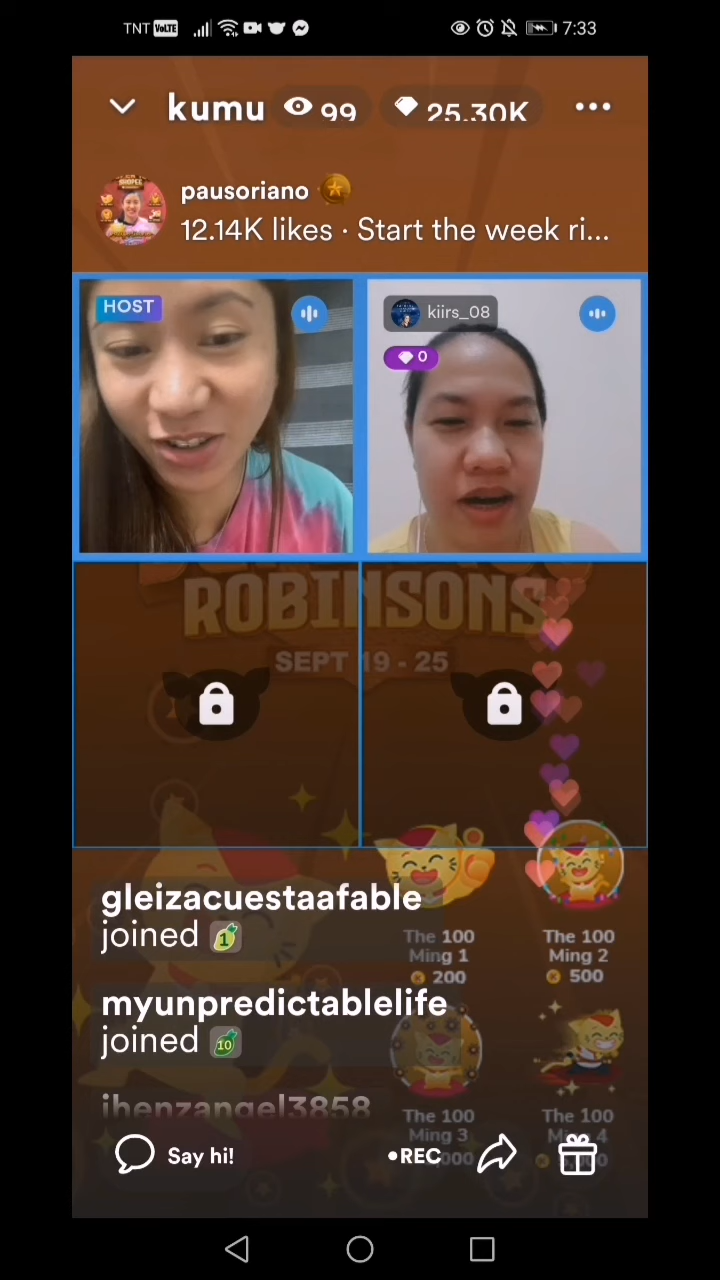 TNT VoLTE 7:33
kumu 99 25.30K
pausoriano
12.14K likes · Start the week ri...
HOST
kiirs_08
0
ROBINSONS
SEPT 19 - 25
gleizacuestaafable
joined 1
myunpredictablelife
joined 10
jhenzangel3858
The 100
Ming 1
200
The 100
Ming 2
500
The 100
Ming 3
The 100
Ming 4
Say hi!
REC